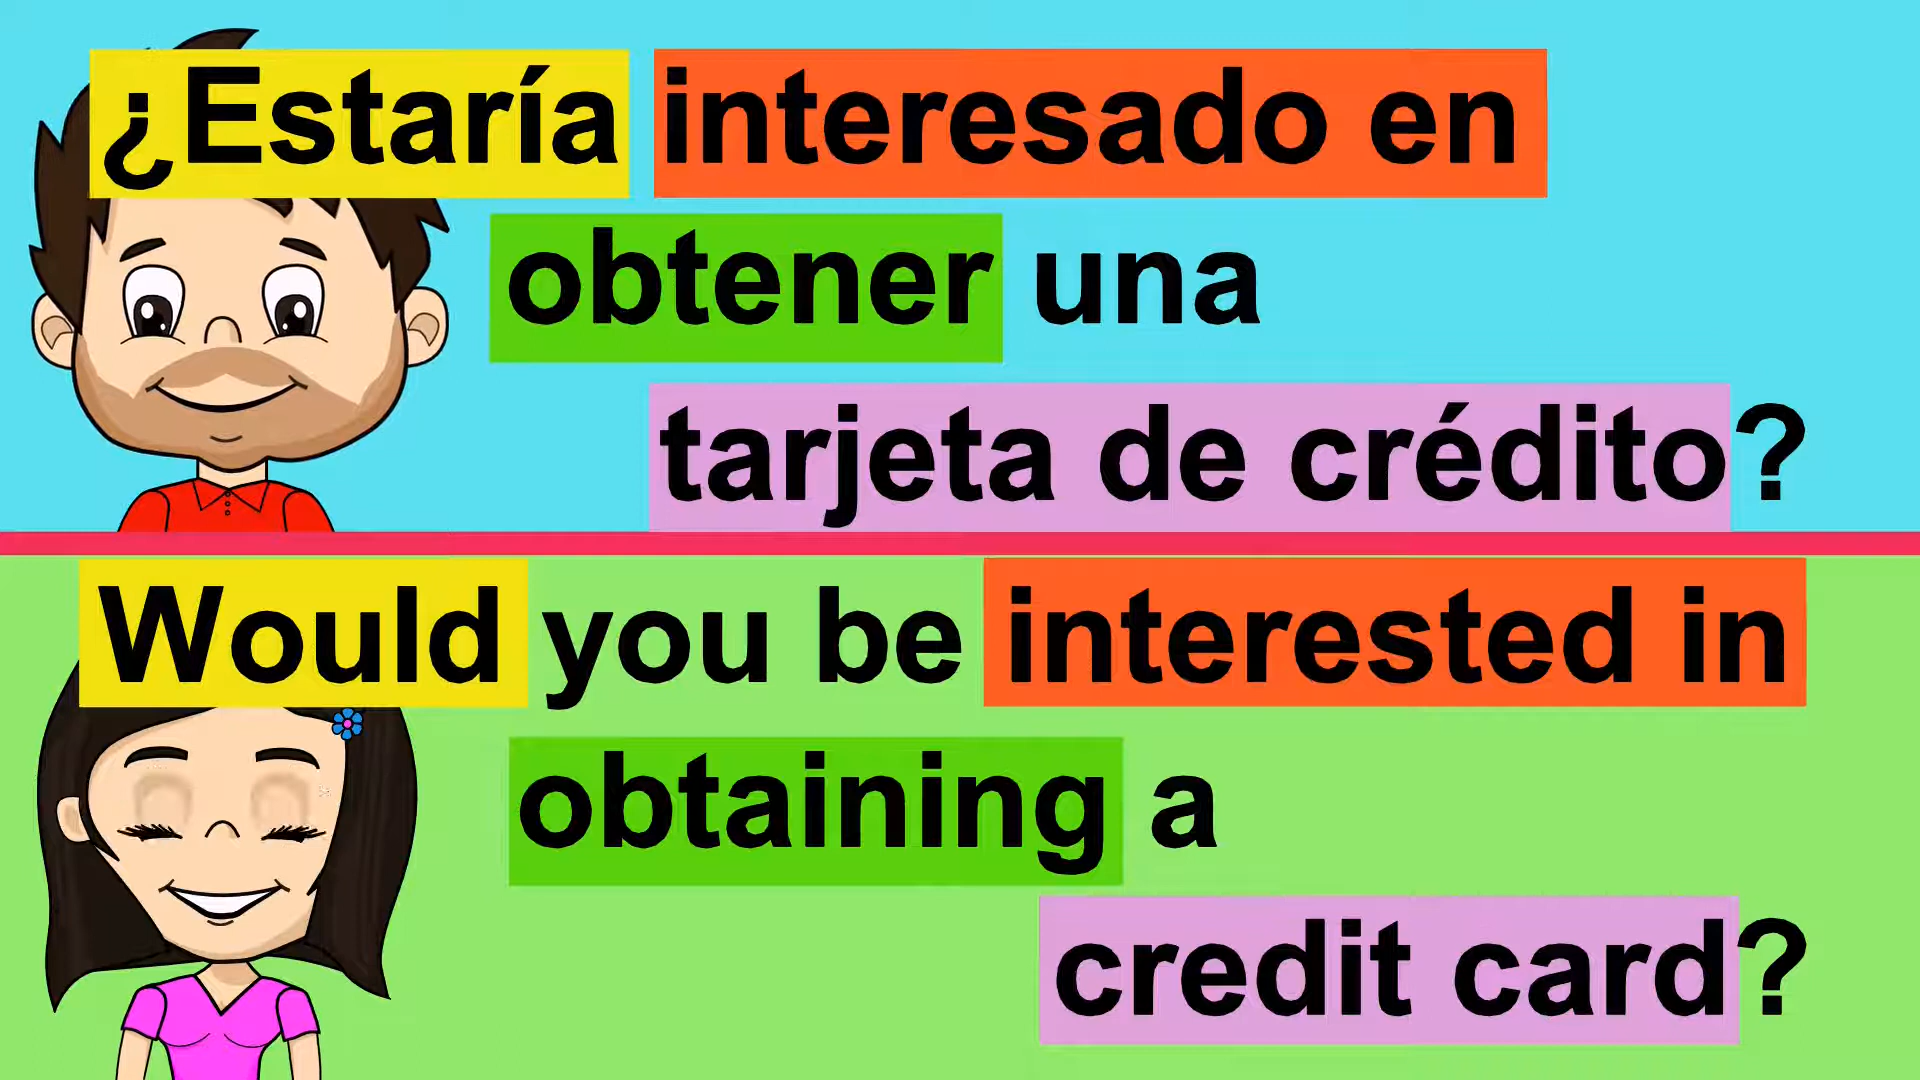 ¿Estaría interesado en
obtener una
tarjeta de crédito?
Would you be interested in
obtaining a
credit card?